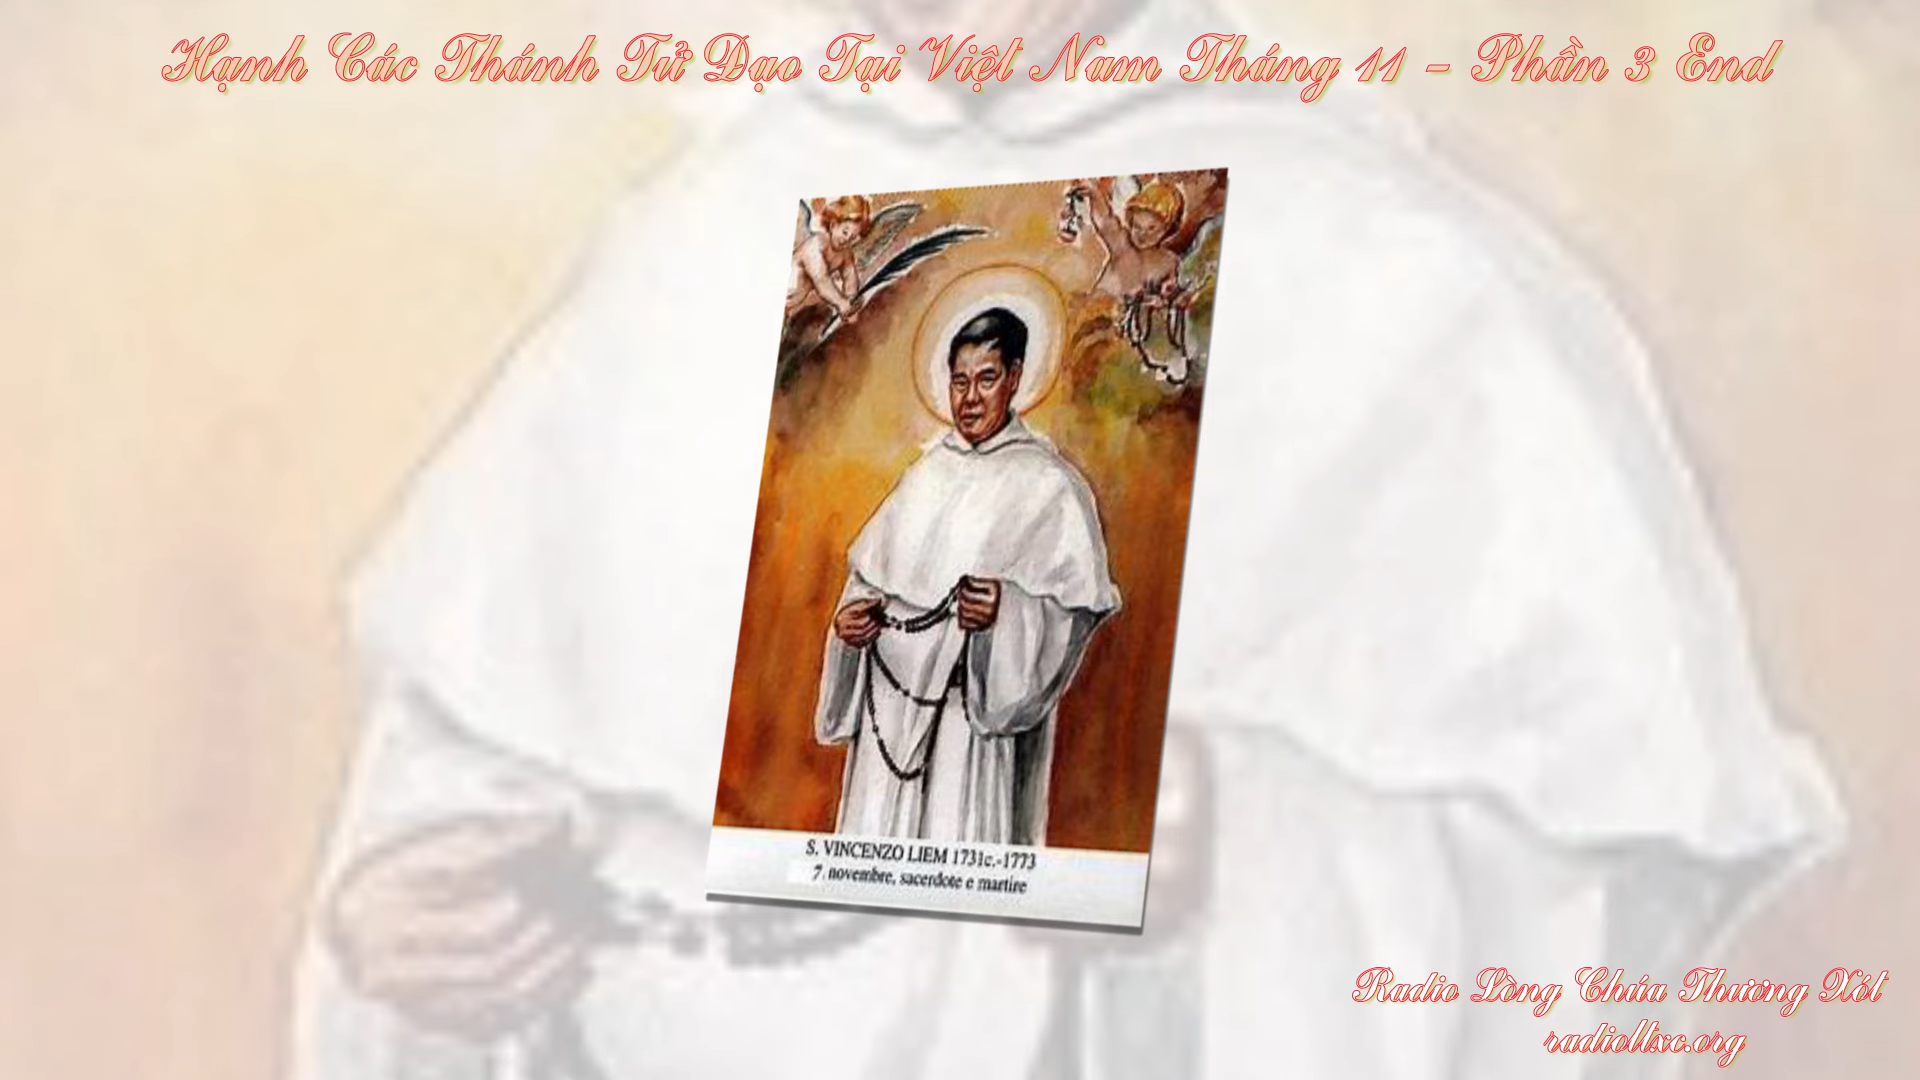 Hạnh Các Thánh Tử Đạo Tại Việt Nam Tháng 11 - Phần 3 End
S. VINCENZO LIEM 1731c.-1773
7. novembre, sacerdote e martire
Radio Lòng Chúa Thương Xót
radioltxc.org